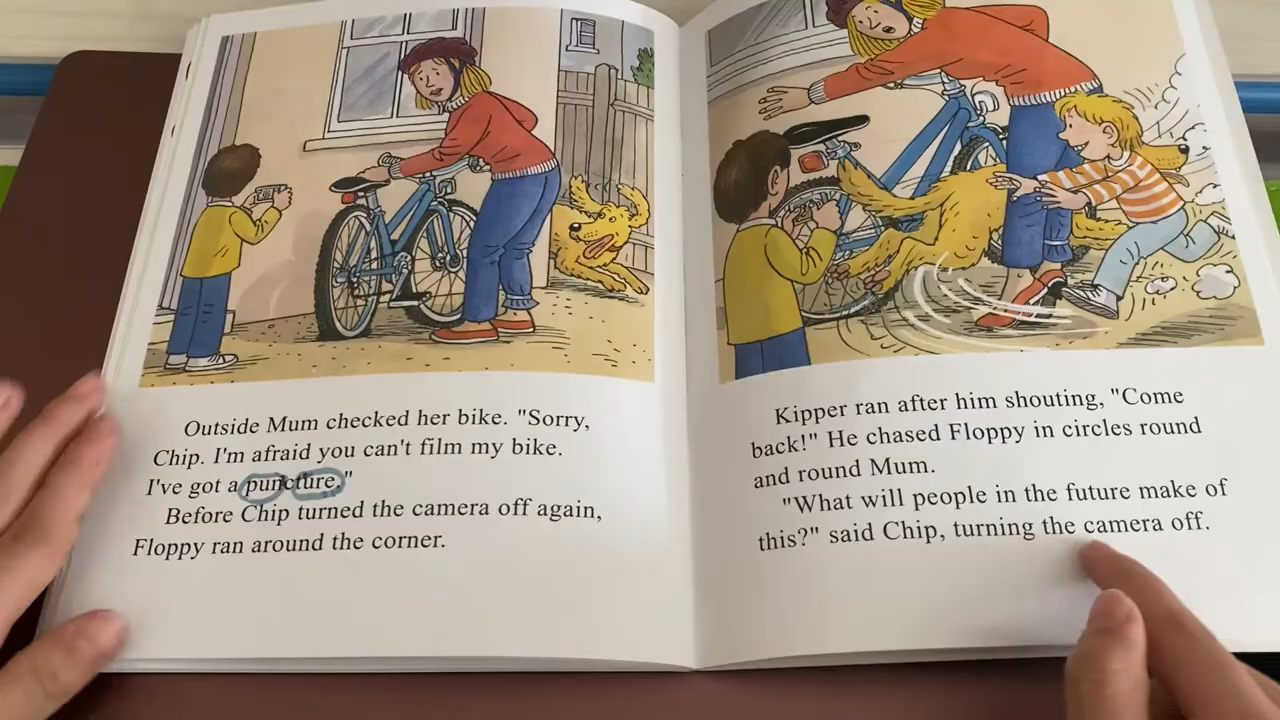 Outside Mum checked her bike. "Sorry,
Chip. I'm afraid you can't film my bike.
I've got a puncture."
Before Chip turned the camera off again,
Floppy ran around the corner.
Kipper ran after him shouting, "Come
back!" He chased Floppy in circles round
and round Mum.
"What will people in the future make of
this?" said Chip, turning the camera off.